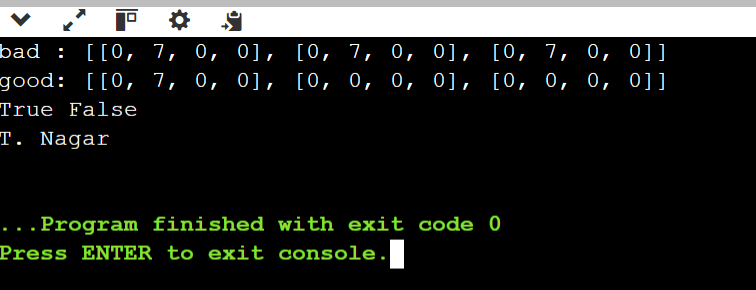 bad : [[0, 7, 0, 0], [0, 7, 0, 0], [0, 7, 0, 0]]
good: [[0, 7, 0, 0], [0, 0, 0, 0], [0, 0, 0, 0]]
True False
T. Nagar
...Program finished with exit code 0
Press ENTER to exit console.